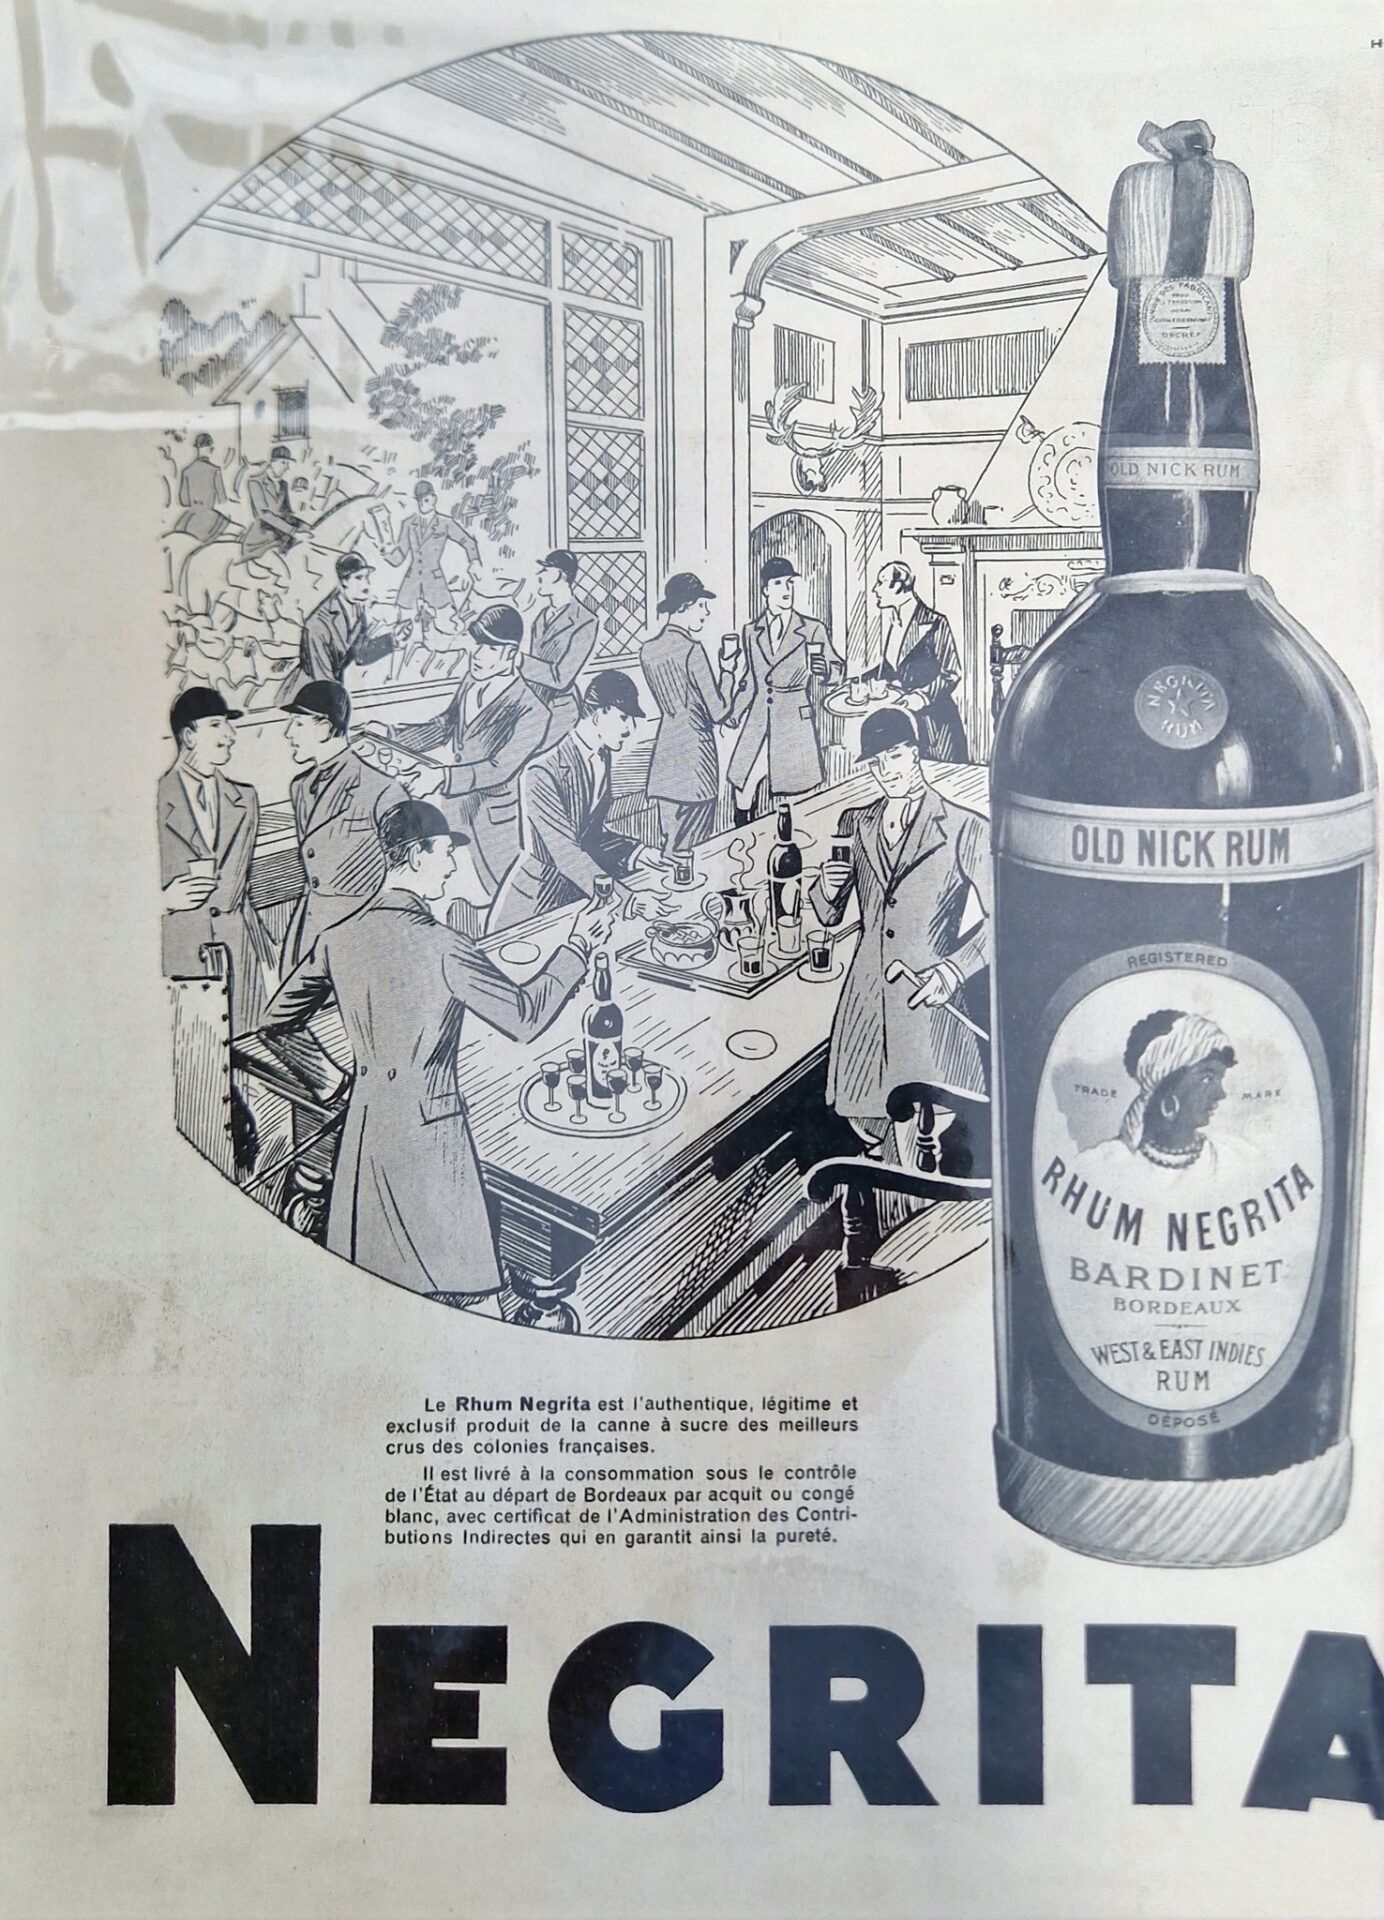 H
UNION DES FABRICANTS
OLD NICK RUM
NEGRITA
RUM
OLD NICK RUM
REGISTERED
TRADE MARK
RHUM NEGRITA
BARDINET
BORDEAUX
WEST & EAST INDIES
RUM
DÉPOSÉ
Le Rhum Negrita est l'authentique, légitime et
exclusif produit de la canne à sucre des meilleurs
crus des colonies françaises.
Il est livré à la consommation sous le contrôle
de l'État au départ de Bordeaux par acquit ou congé
blanc, avec certificat de l'Administration des Contri-
butions Indirectes qui en garantit ainsi la pureté.
NEGRITA